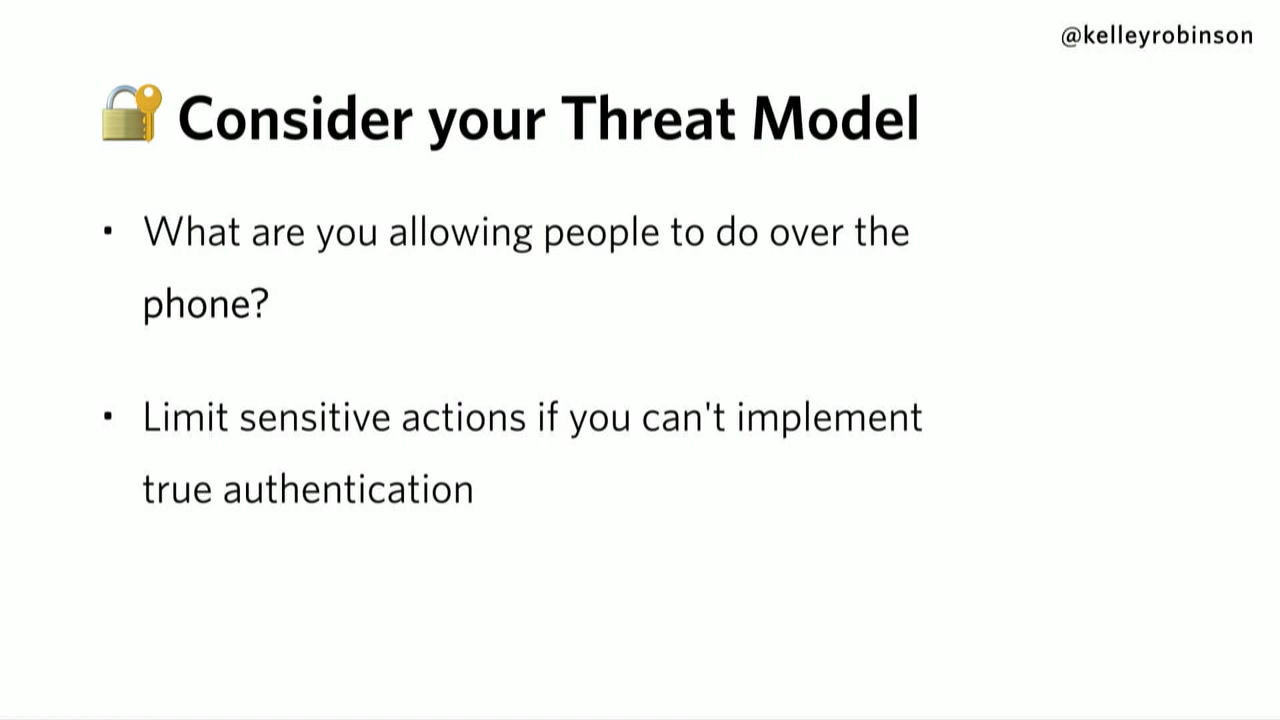 @kelleyrobinson
🔐 Consider your Threat Model
· What are you allowing people to do over the
phone?
· Limit sensitive actions if you can't implement
true authentication